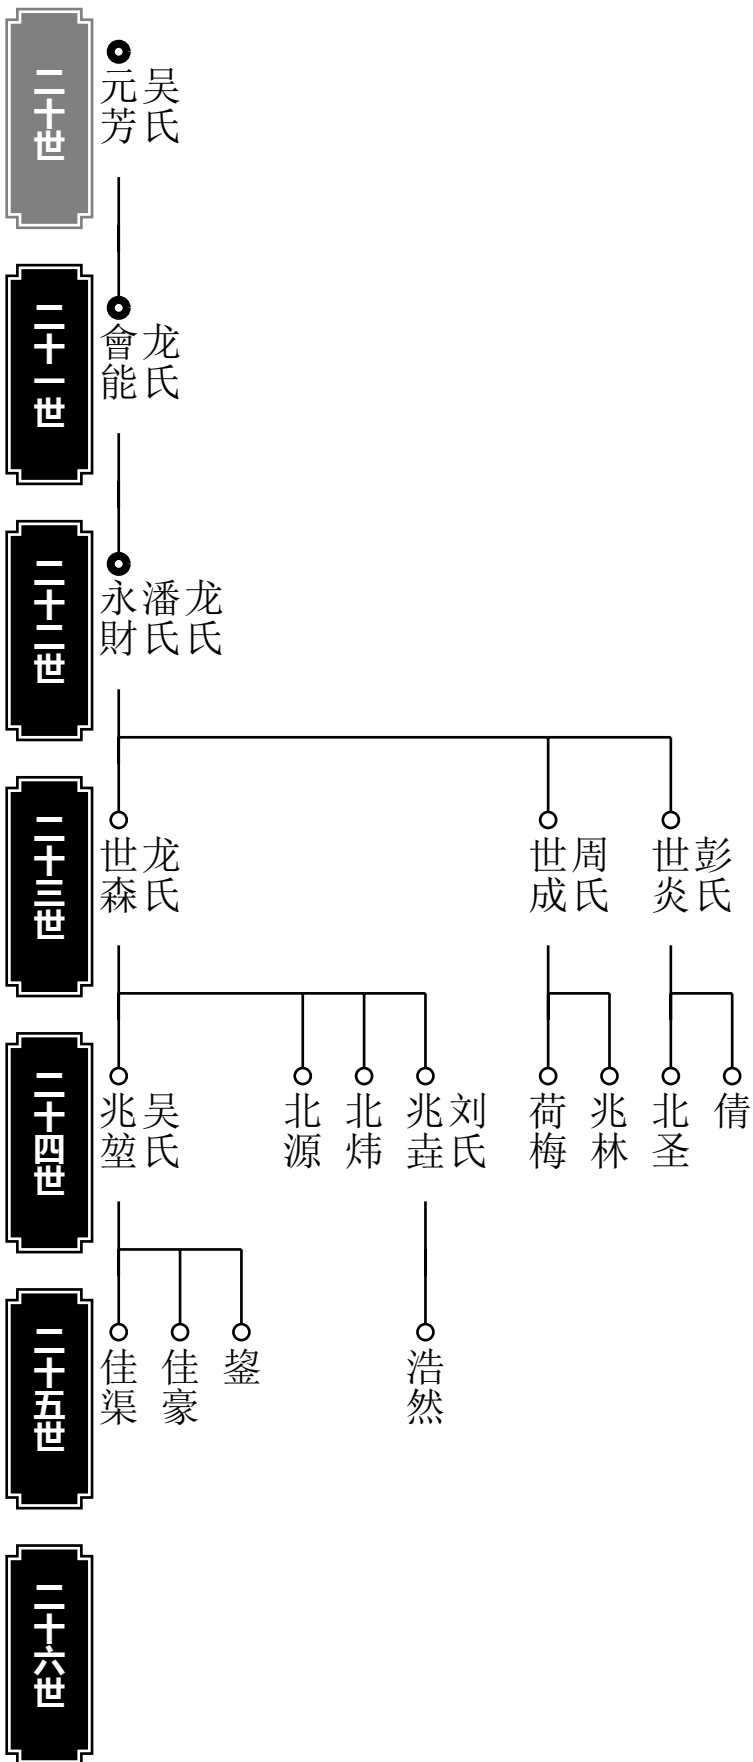 二十世
元芳
吴氏
二十一世
會能
龙氏
二十二世
永財
潘氏
龙氏
二十三世
世森
龙氏
世成
周氏
世炎
彭氏
二十四世
兆堃
吴氏
北源
北炜
兆垚
刘氏
荷梅
兆林
北圣
倩
二十五世
佳渠
佳豪
鋆
浩然
二十六世